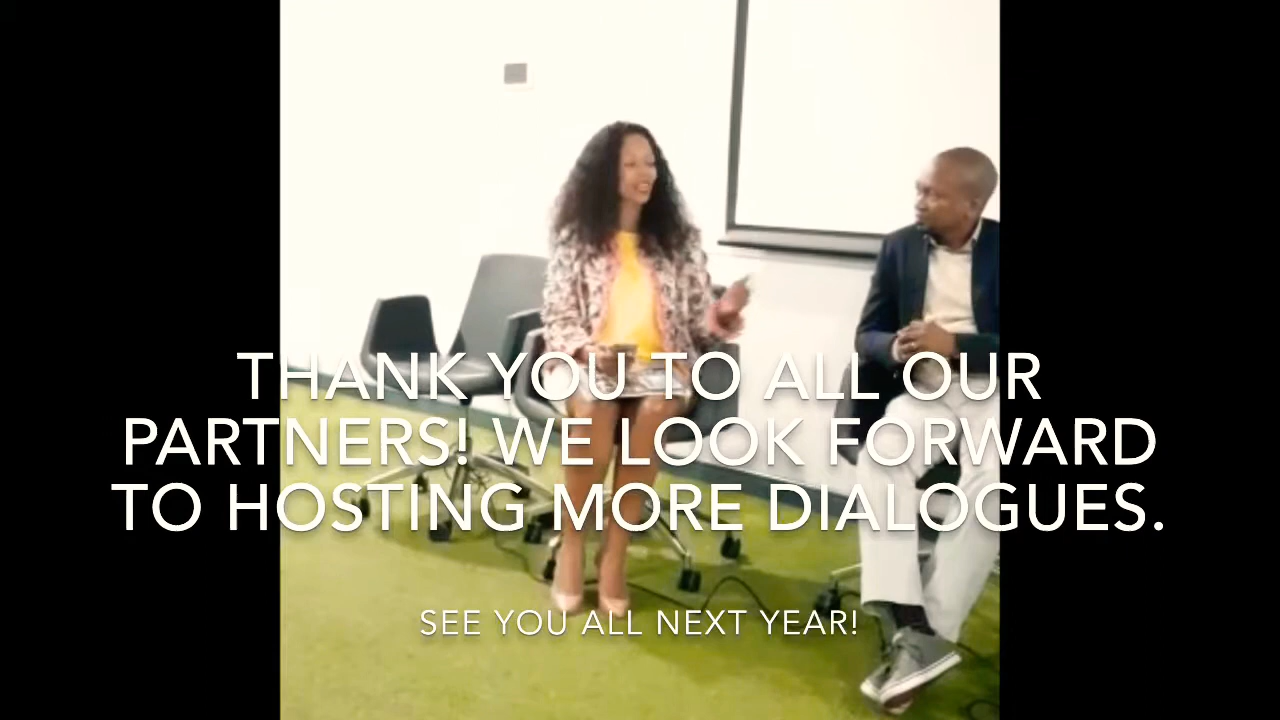 THANK YOU TO ALL OUR
PARTNERS! WE LOOK FORWARD
TO HOSTING MORE DIALOGUES.
SEE YOU ALL NEXT YEAR!